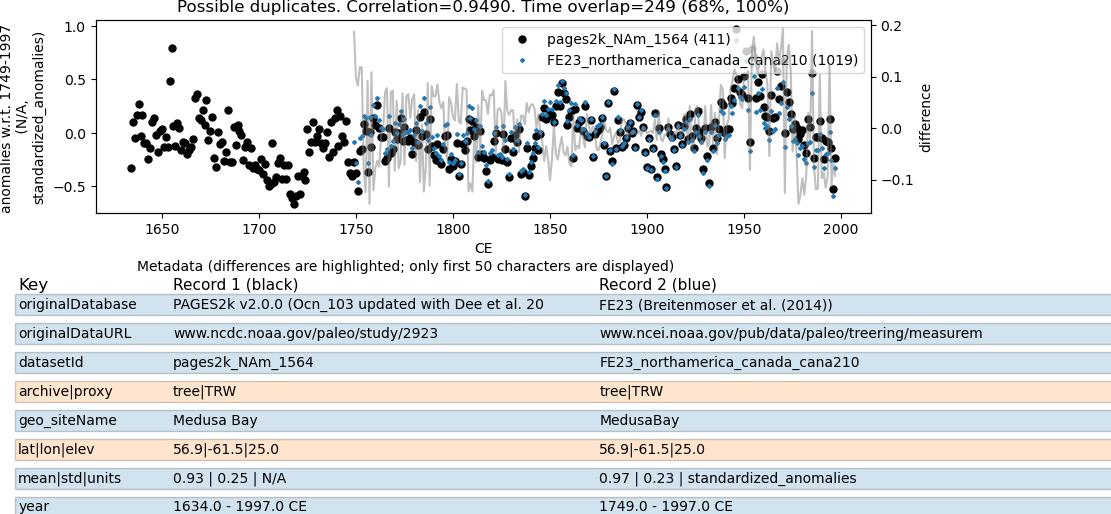 Possible duplicates. Correlation=0.9490. Time overlap=249 (68%, 100%)
anomalies w.r.t. 1749-1997
(N/A,
standardized_anomalies)
1.0
0.5
0.0
−0.5
pages2k_NAm_1564 (411)
FE23_northamerica_canada_cana210 (1019)
0.2
0.1
0.0
−0.1
difference
1650 1700 1750 1800 1850 1900 1950 2000
CE
Metadata (differences are highlighted; only first 50 characters are displayed)
Key Record 1 (black) Record 2 (blue)
originalDatabase PAGES2k v2.0.0 (Ocn_103 updated with Dee et al. 20 FE23 (Breitenmoser et al. (2014))
originalDataURL www.ncdc.noaa.gov/paleo/study/2923 www.ncei.noaa.gov/pub/data/paleo/treering/measurem
datasetId pages2k_NAm_1564 FE23_northamerica_canada_cana210
archive|proxy tree|TRW tree|TRW
geo_siteName Medusa Bay MedusaBay
lat|lon|elev 56.9|-61.5|25.0 56.9|-61.5|25.0
mean|std|units 0.93 | 0.25 | N/A 0.97 | 0.23 | standardized_anomalies
year 1634.0 - 1997.0 CE 1749.0 - 1997.0 CE